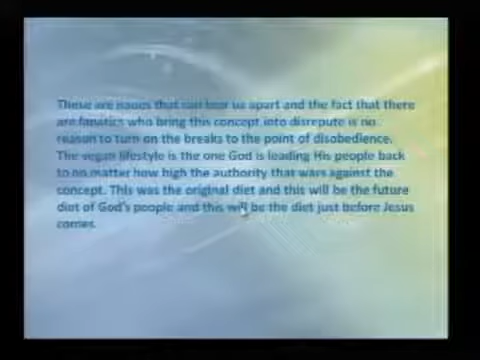 These are issues that can tear us apart and the fact that there
are fanatics who bring this concept into disrepute is no
reason to turn on the breaks to the point of disobedience.
The vegan lifestyle is the one God is leading His people back
to no matter how high the authority that wars against the
concept. This was the original diet and this will be the future
diet of God's people and this will be the diet just before Jesus
comes.